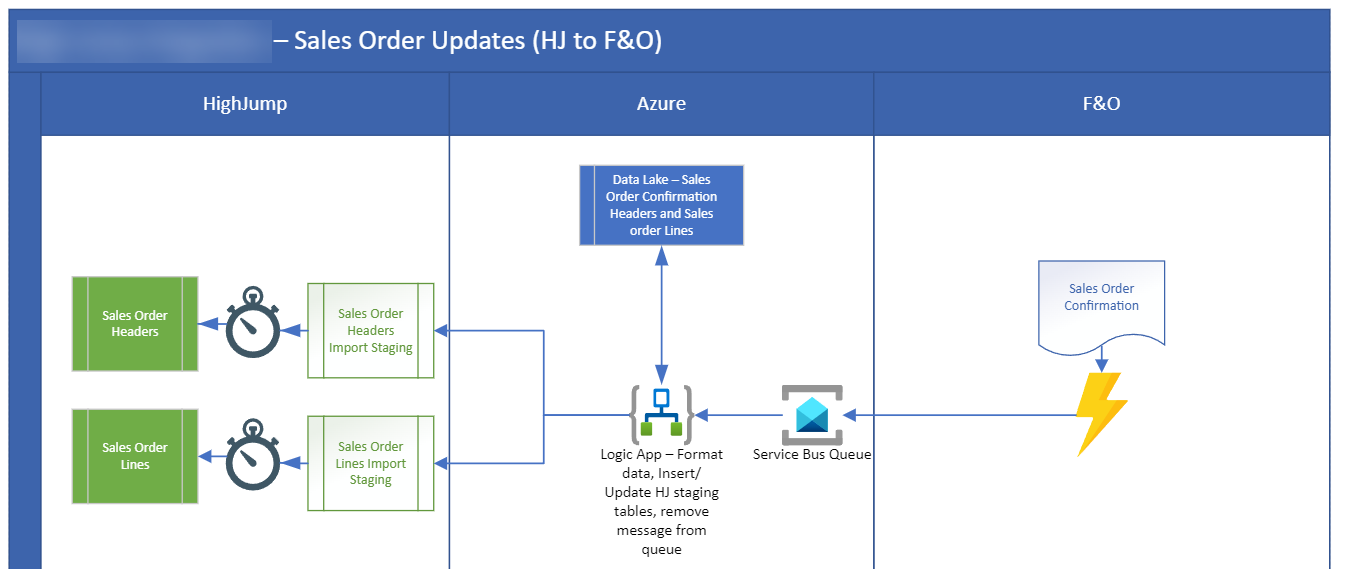 – Sales Order Updates (HJ to F&O)
HighJump
Azure
F&O
Data Lake – Sales
Order Confirmation
Headers and Sales
order Lines
Sales Order
Confirmation
Sales Order
Headers
Sales Order
Headers
Import Staging
Sales Order
Lines
Sales Order
Lines Import
Staging
Logic App – Format
data, Insert/
Update HJ staging
tables, remove
message from
queue
Service Bus Queue